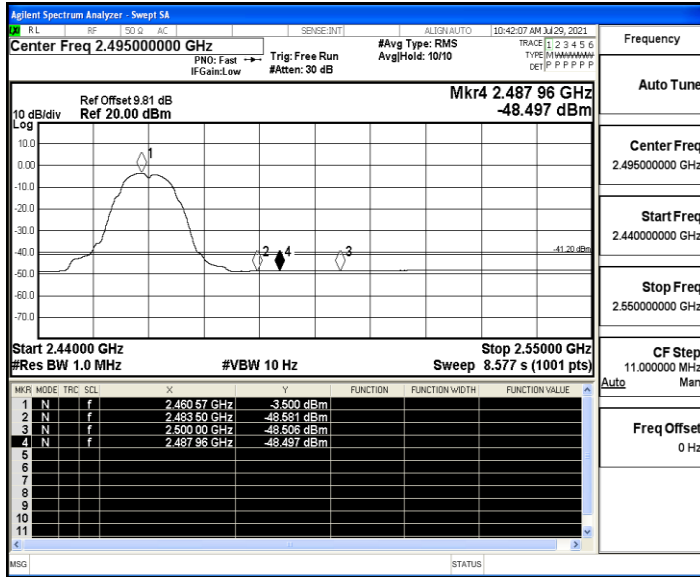 Agilent Spectrum Analyzer - Swept SA
RL RF 50 Ω AC SENSE:INT ALIGN AUTO 10:42:07 AM Jul 29, 2021
Center Freq 2.495000000 GHz
PNO: Fast
IFGain:Low
Trig: Free Run
#Atten: 30 dB
#Avg Type: RMS
Avg|Hold: 10/10
TRACE 1 2 3 4 5 6
TYPE M WWWWW
DET P P P P P P
Ref Offset 9.81 dB
10 dB/div Ref 20.00 dBm
Log
Mkr4 2.487 96 GHz
-48.497 dBm
10.0
0.00
-10.0
-20.0
-30.0
-40.0
-50.0
-60.0
-70.0
1
2
4
3
-41.20 dBm
Start 2.44000 GHz Stop 2.55000 GHz
#Res BW 1.0 MHz #VBW 10 Hz Sweep 8.577 s (1001 pts)
MKR MODE TRC SCL X Y FUNCTION FUNCTION WIDTH FUNCTION VALUE
1 N f 2.460 57 GHz -3.500 dBm
2 N f 2.483 50 GHz -48.581 dBm
3 N f 2.500 00 GHz -48.506 dBm
4 N f 2.487 96 GHz -48.497 dBm
5
6
7
8
9
10
11
MSG STATUS
Frequency
Auto Tune
Center Freq
2.495000000 GHz
Start Freq
2.440000000 GHz
Stop Freq
2.550000000 GHz
CF Step
11.000000 MHz
Auto Man
Freq Offset
0 Hz